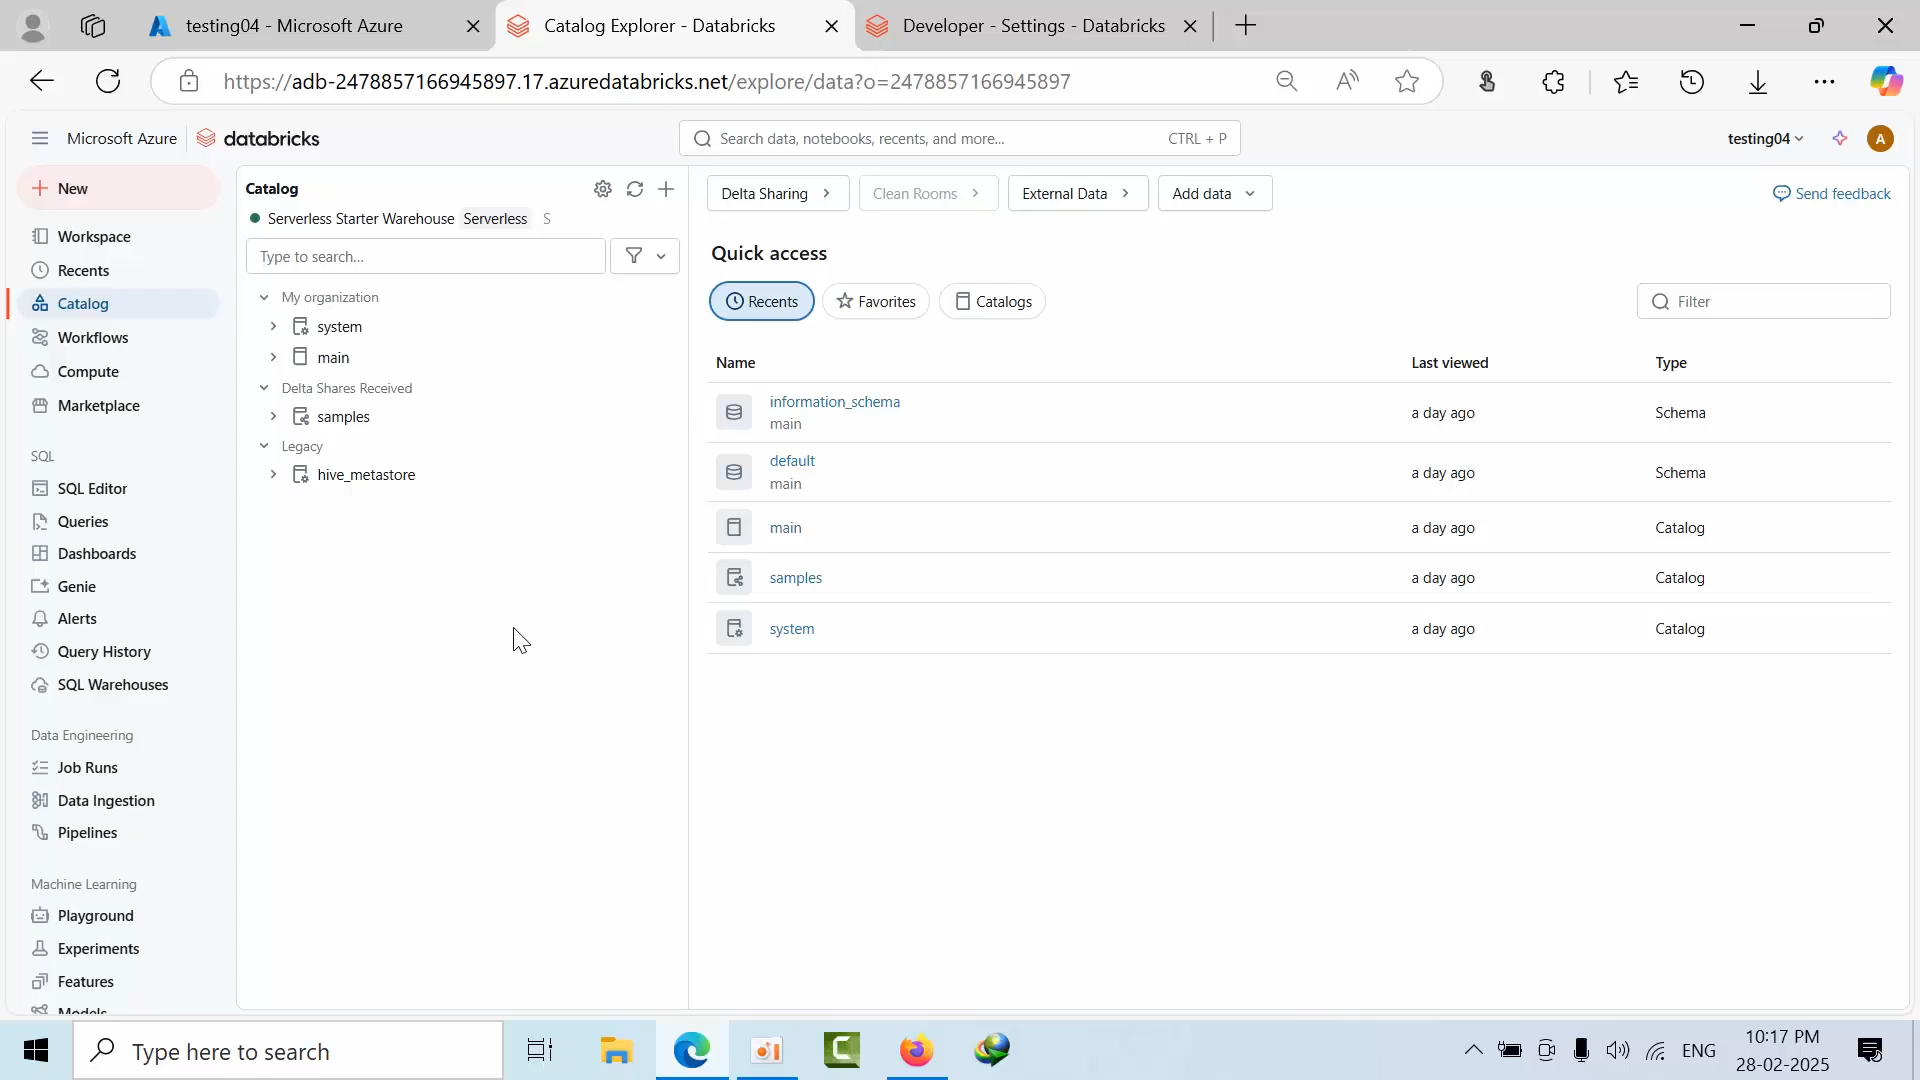 testing04 - Microsoft Azure
Catalog Explorer - Databricks
Developer - Settings - Databricks
https://adb-2478857166945897.17.azuredatabricks.net/explore/data?o=2478857166945897
Microsoft Azure
databricks
Search data, notebooks, recents, and more...
CTRL + P
testing04
A
New
Workspace
Recents
Catalog
Workflows
Compute
Marketplace
SQL
SQL Editor
Queries
Dashboards
Genie
Alerts
Query History
SQL Warehouses
Data Engineering
Job Runs
Data Ingestion
Pipelines
Machine Learning
Playground
Experiments
Features
Models
Catalog
Serverless Starter Warehouse Serverless S
Type to search...
My organization
system
main
Delta Shares Received
samples
Legacy
hive_metastore
Delta Sharing
Clean Rooms
External Data
Add data
Send feedback
Quick access
Recents
Favorites
Catalogs
Filter
Name Last viewed Type
information_schema
main
a day ago Schema
default
main
a day ago Schema
main a day ago Catalog
samples a day ago Catalog
system a day ago Catalog
Type here to search
ENG
10:17 PM
28-02-2025